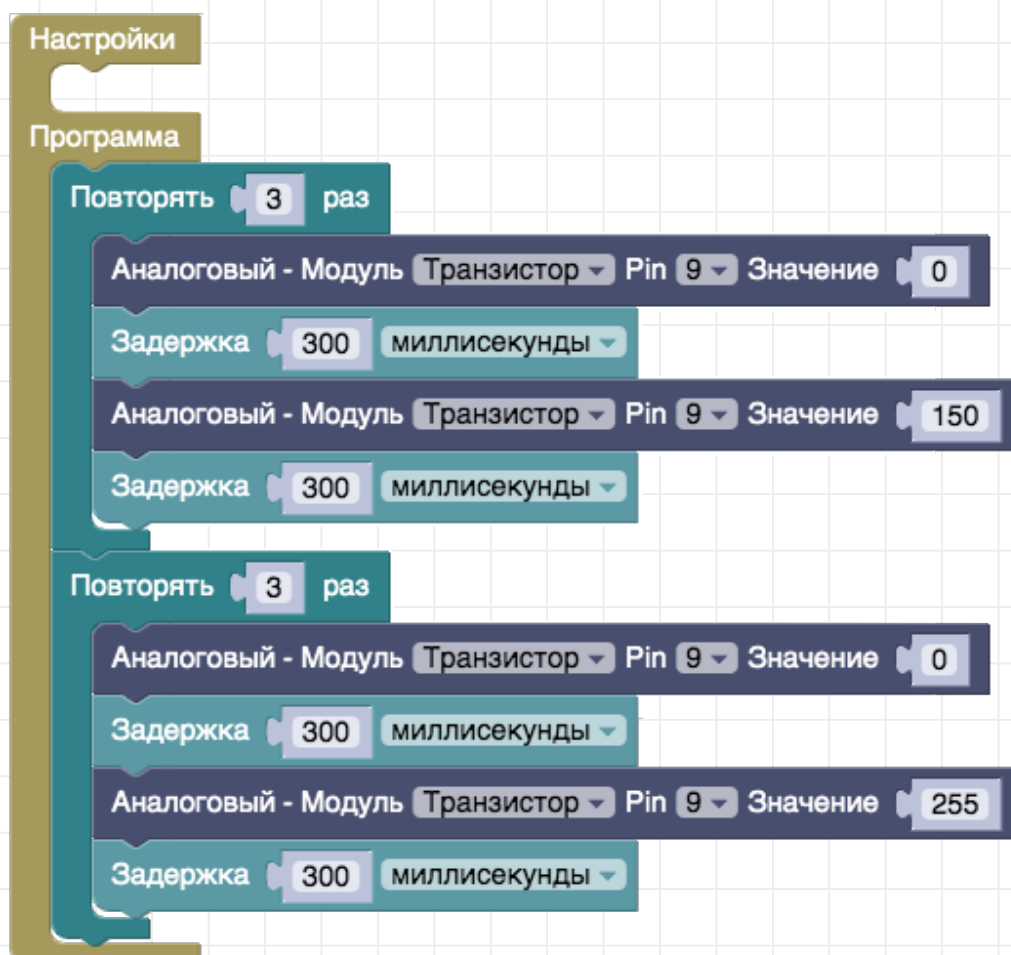 Настройки
Программа
Повторять 3 раз
Аналоговый - Модуль Транзистор Pin 9 Значение 0
Задержка 300 миллисекунды
Аналоговый - Модуль Транзистор Pin 9 Значение 150
Задержка 300 миллисекунды
Повторять 3 раз
Аналоговый - Модуль Транзистор Pin 9 Значение 0
Задержка 300 миллисекунды
Аналоговый - Модуль Транзистор Pin 9 Значение 255
Задержка 300 миллисекунды